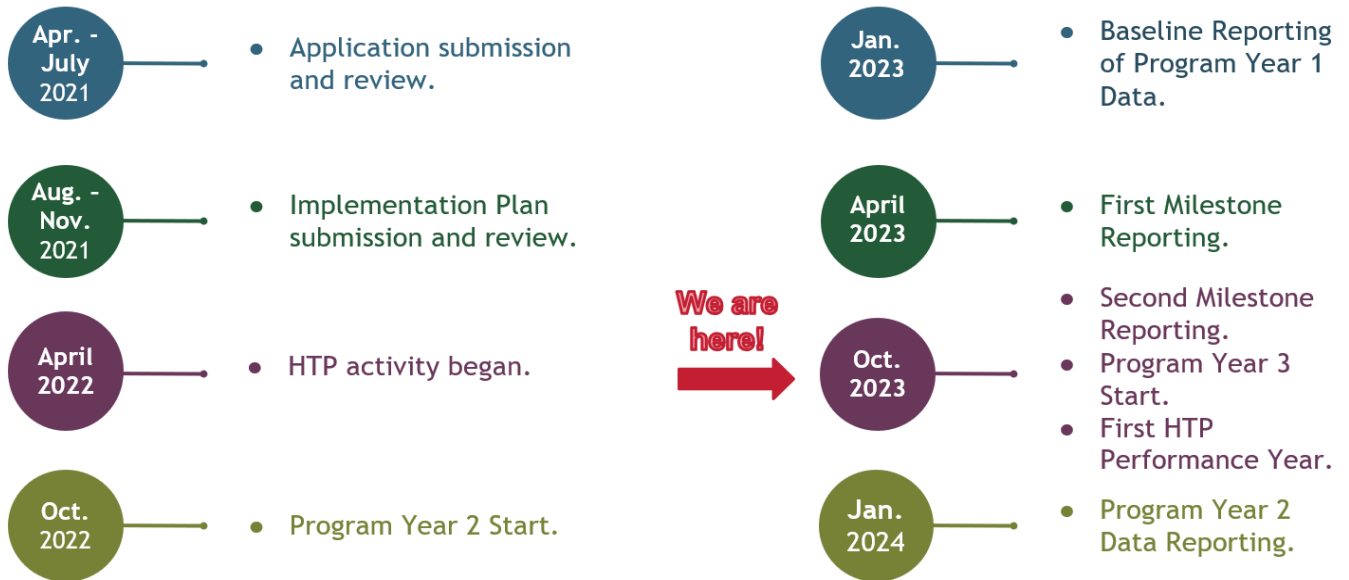 Apr. -
July
2021
• Application submission
and review.
Aug. –
Nov.
2021
• Implementation Plan
submission and review.
April
2022
• HTP activity began.
Oct.
2022
• Program Year 2 Start.
We are
here!
Jan.
2023
• Baseline Reporting
of Program Year 1
Data.
April
2023
• First Milestone
Reporting.
Oct.
2023
• Second Milestone
Reporting.
• Program Year 3
Start.
• First HTP
Performance Year.
Jan.
2024
• Program Year 2
Data Reporting.